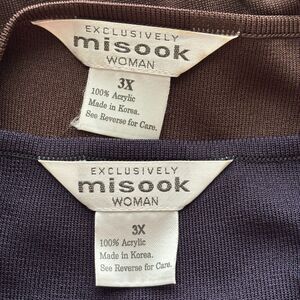 EXCLUSIVELY
misook
WOMAN
3X
100% Acrylic
Made in Korea.
See Reverse for Care.
EXCLUSIVELY
misook
WOMAN
3X
100% Acrylic
Made in Korea.
See Reverse for Care.